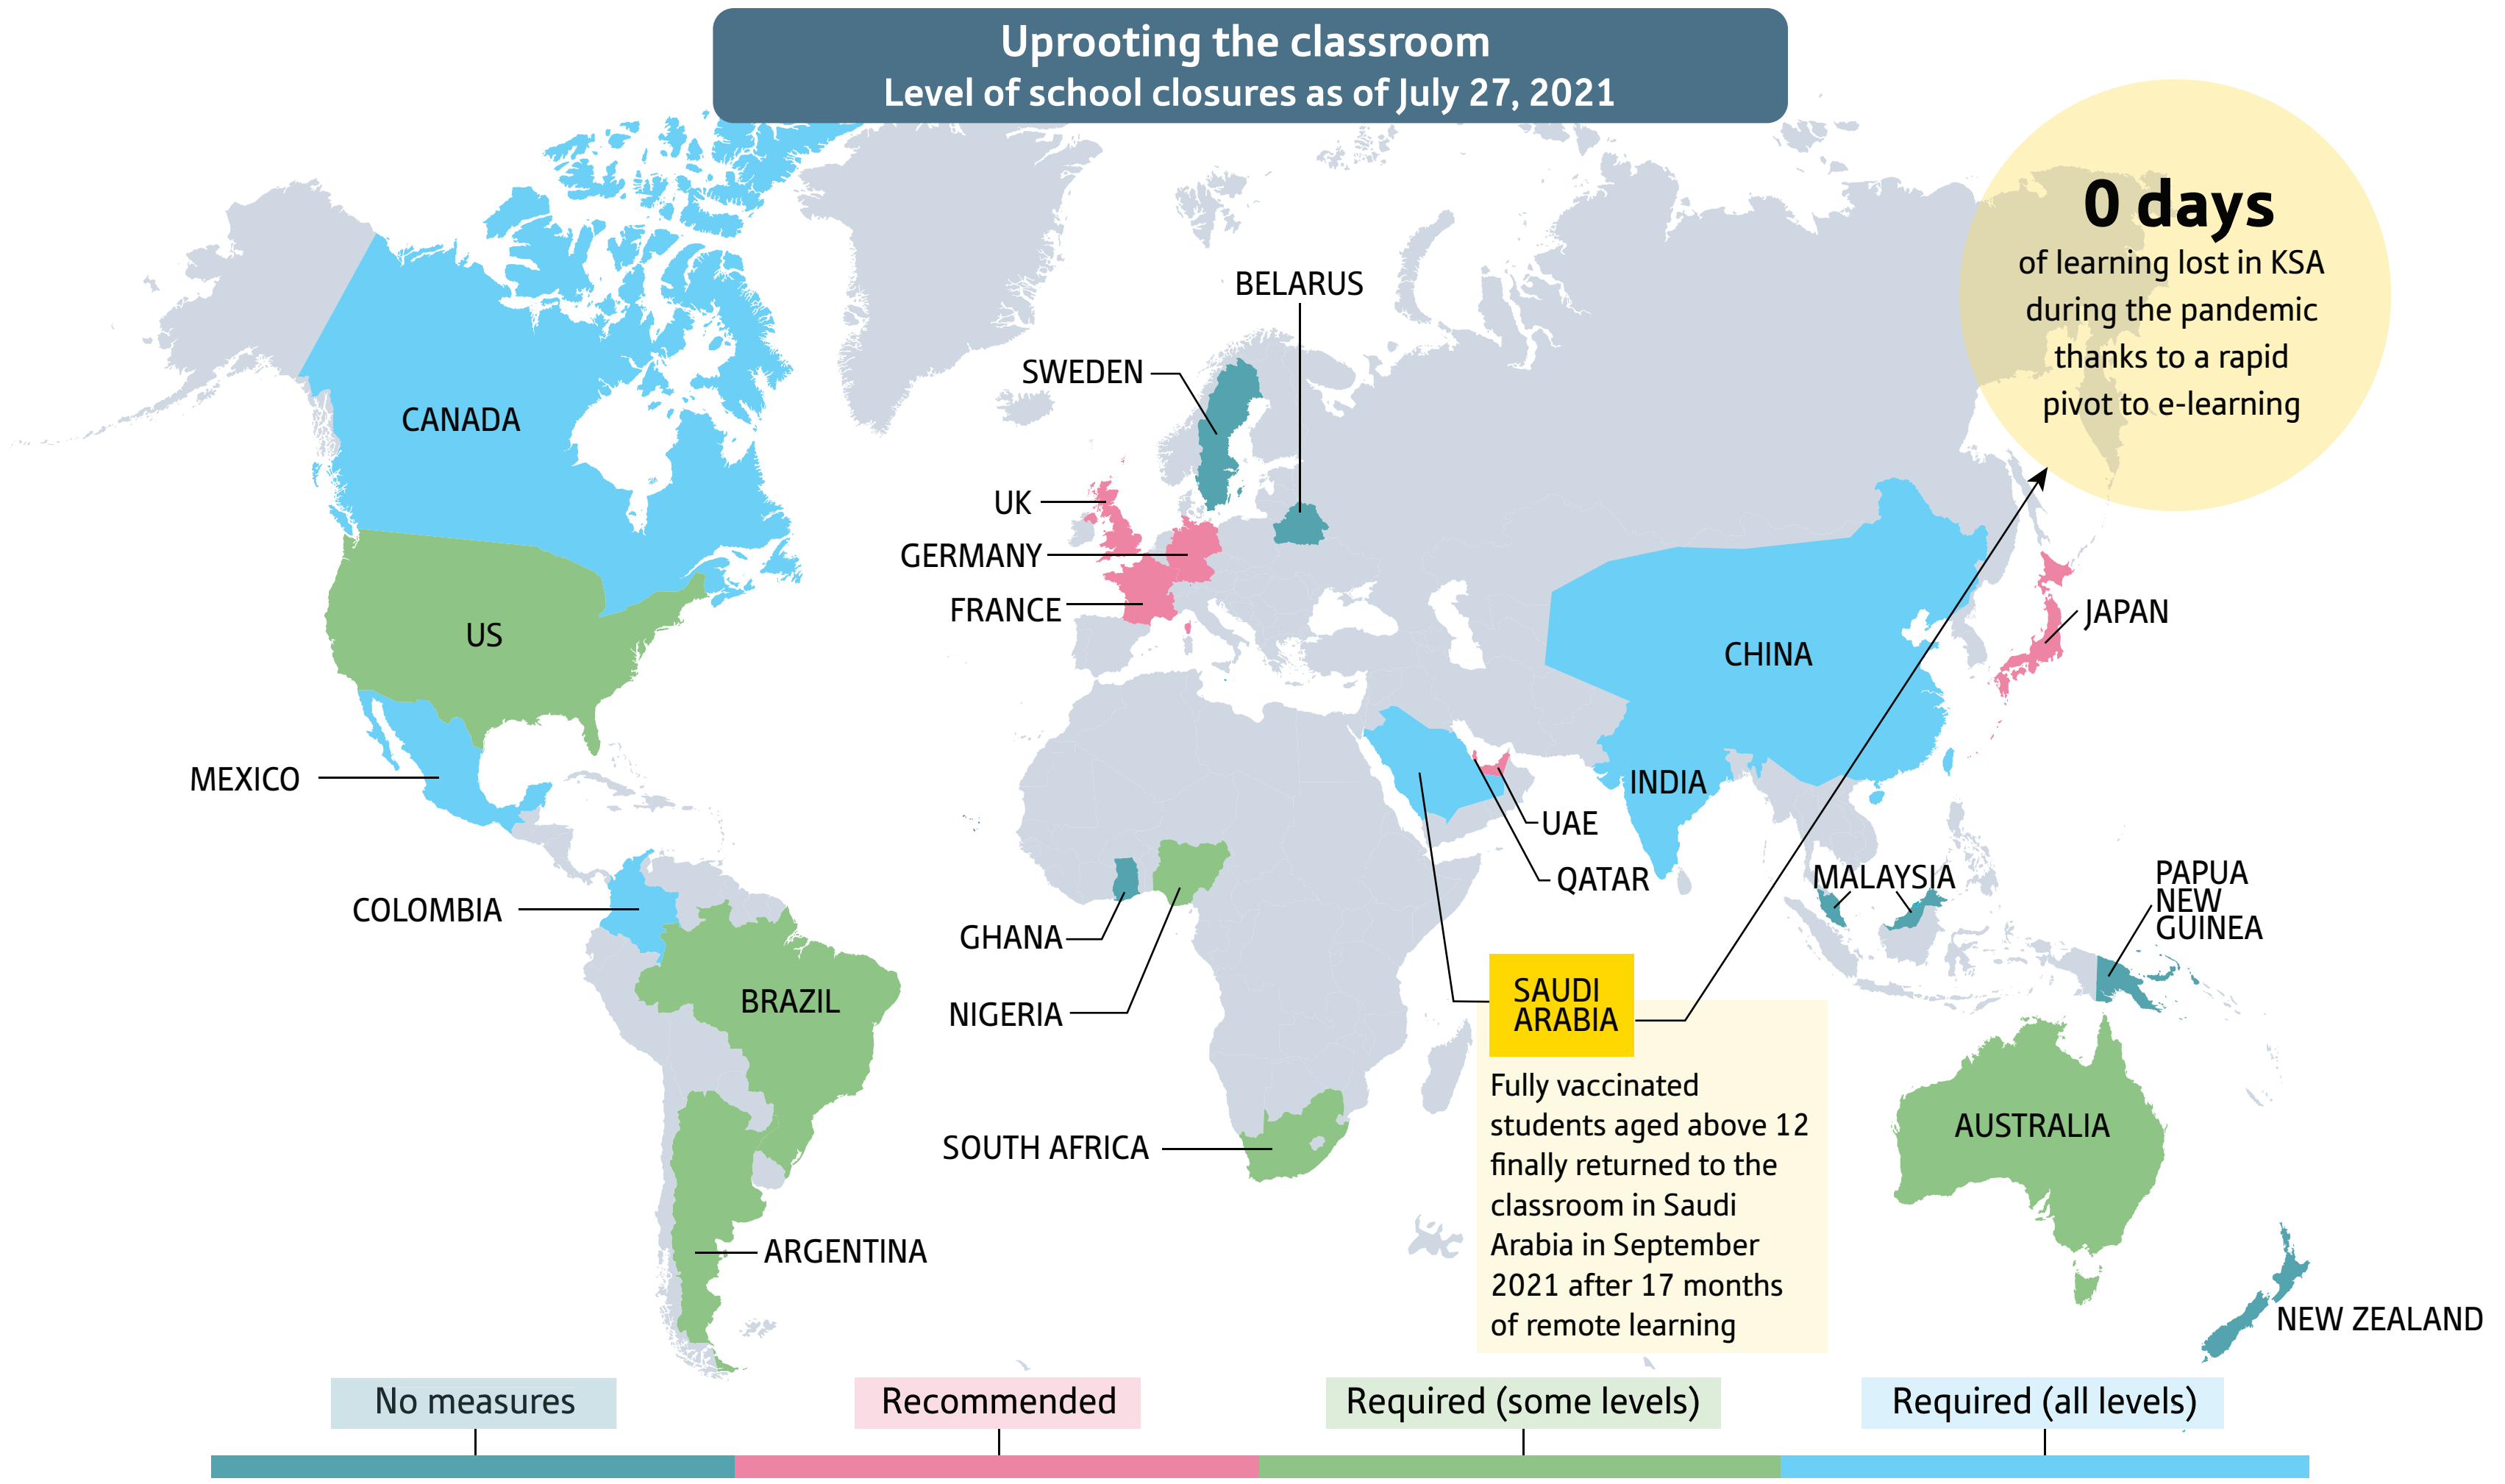 Uprooting the classroom
Level of school closures as of July 27, 2021
0 days
of learning lost in KSA
during the pandemic
thanks to a rapid
pivot to e-learning
BELARUS
SWEDEN
CANADA
UK
GERMANY
FRANCE
JAPAN
US
CHINA
MEXICO
INDIA
UAE
QATAR
MALAYSIA
PAPUA
NEW
GUINEA
COLOMBIA
GHANA
BRAZIL
NIGERIA
SAUDI
ARABIA
Fully vaccinated
students aged above 12
finally returned to the
classroom in Saudi
Arabia in September
2021 after 17 months
of remote learning
AUSTRALIA
SOUTH AFRICA
ARGENTINA
NEW ZEALAND
No measures
Recommended
Required (some levels)
Required (all levels)